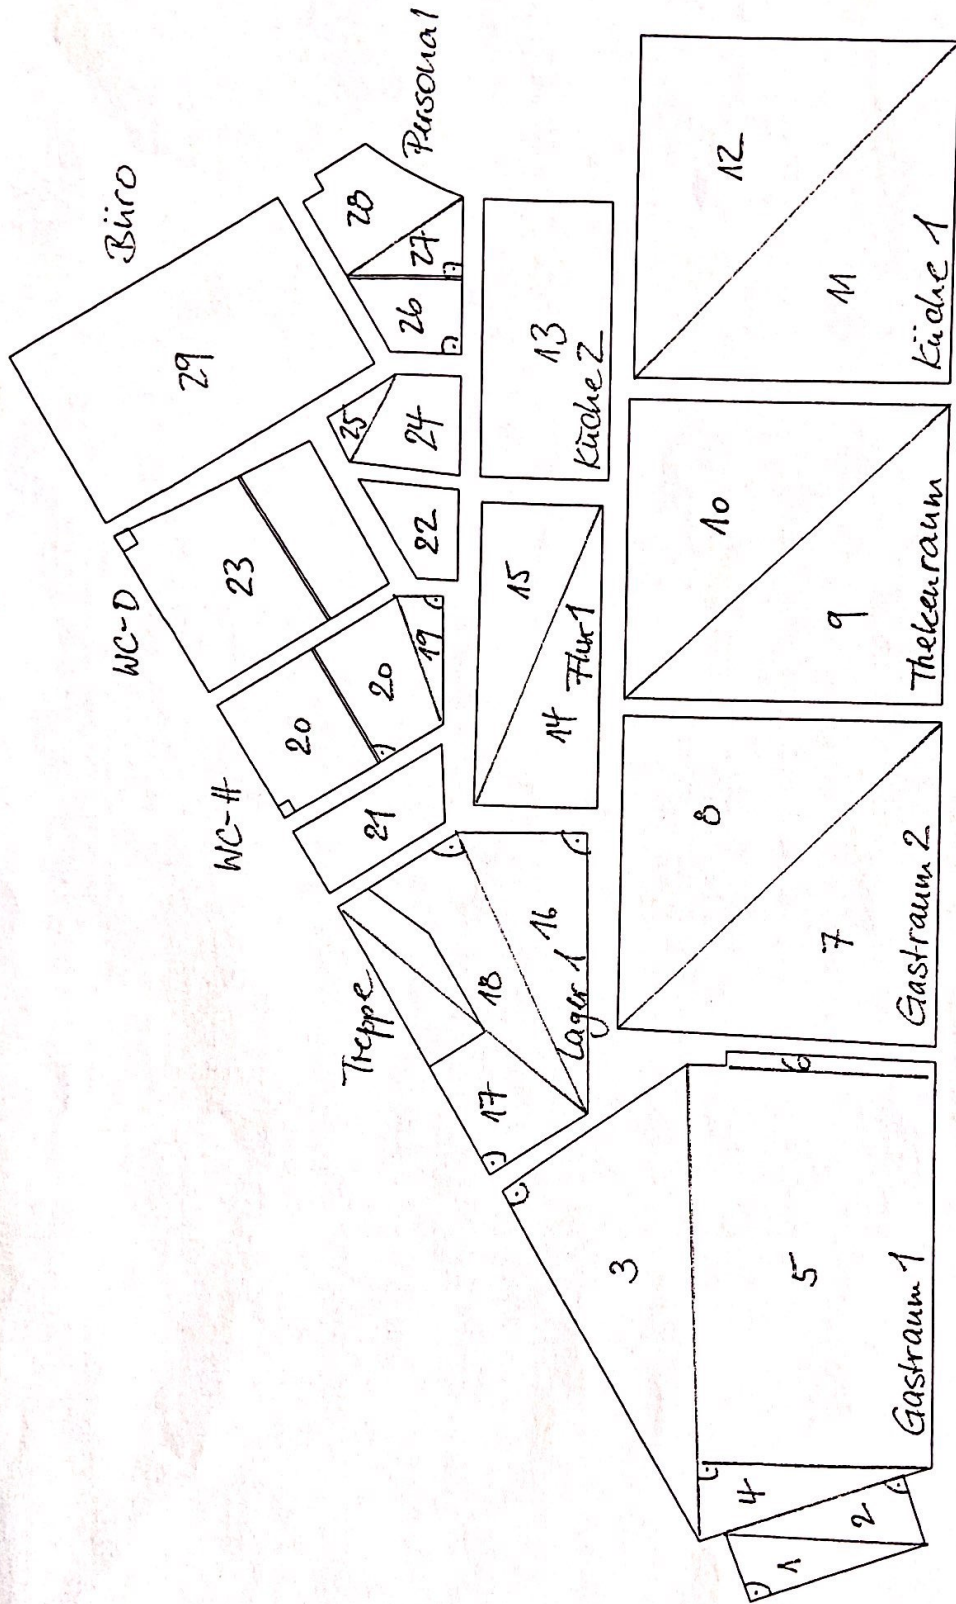 Büro
29
WC-D
23
WC-H
20
20
19
21
22
25
24
Personal
28
27
26
Treppe
17
18
16
Lager 1
15
14
Flur 1
13
Küche 2
3
4
5
6
1
2
Gastraum 1
8
7
Gastraum 2
10
9
Thekenraum
12
11
Küche 1